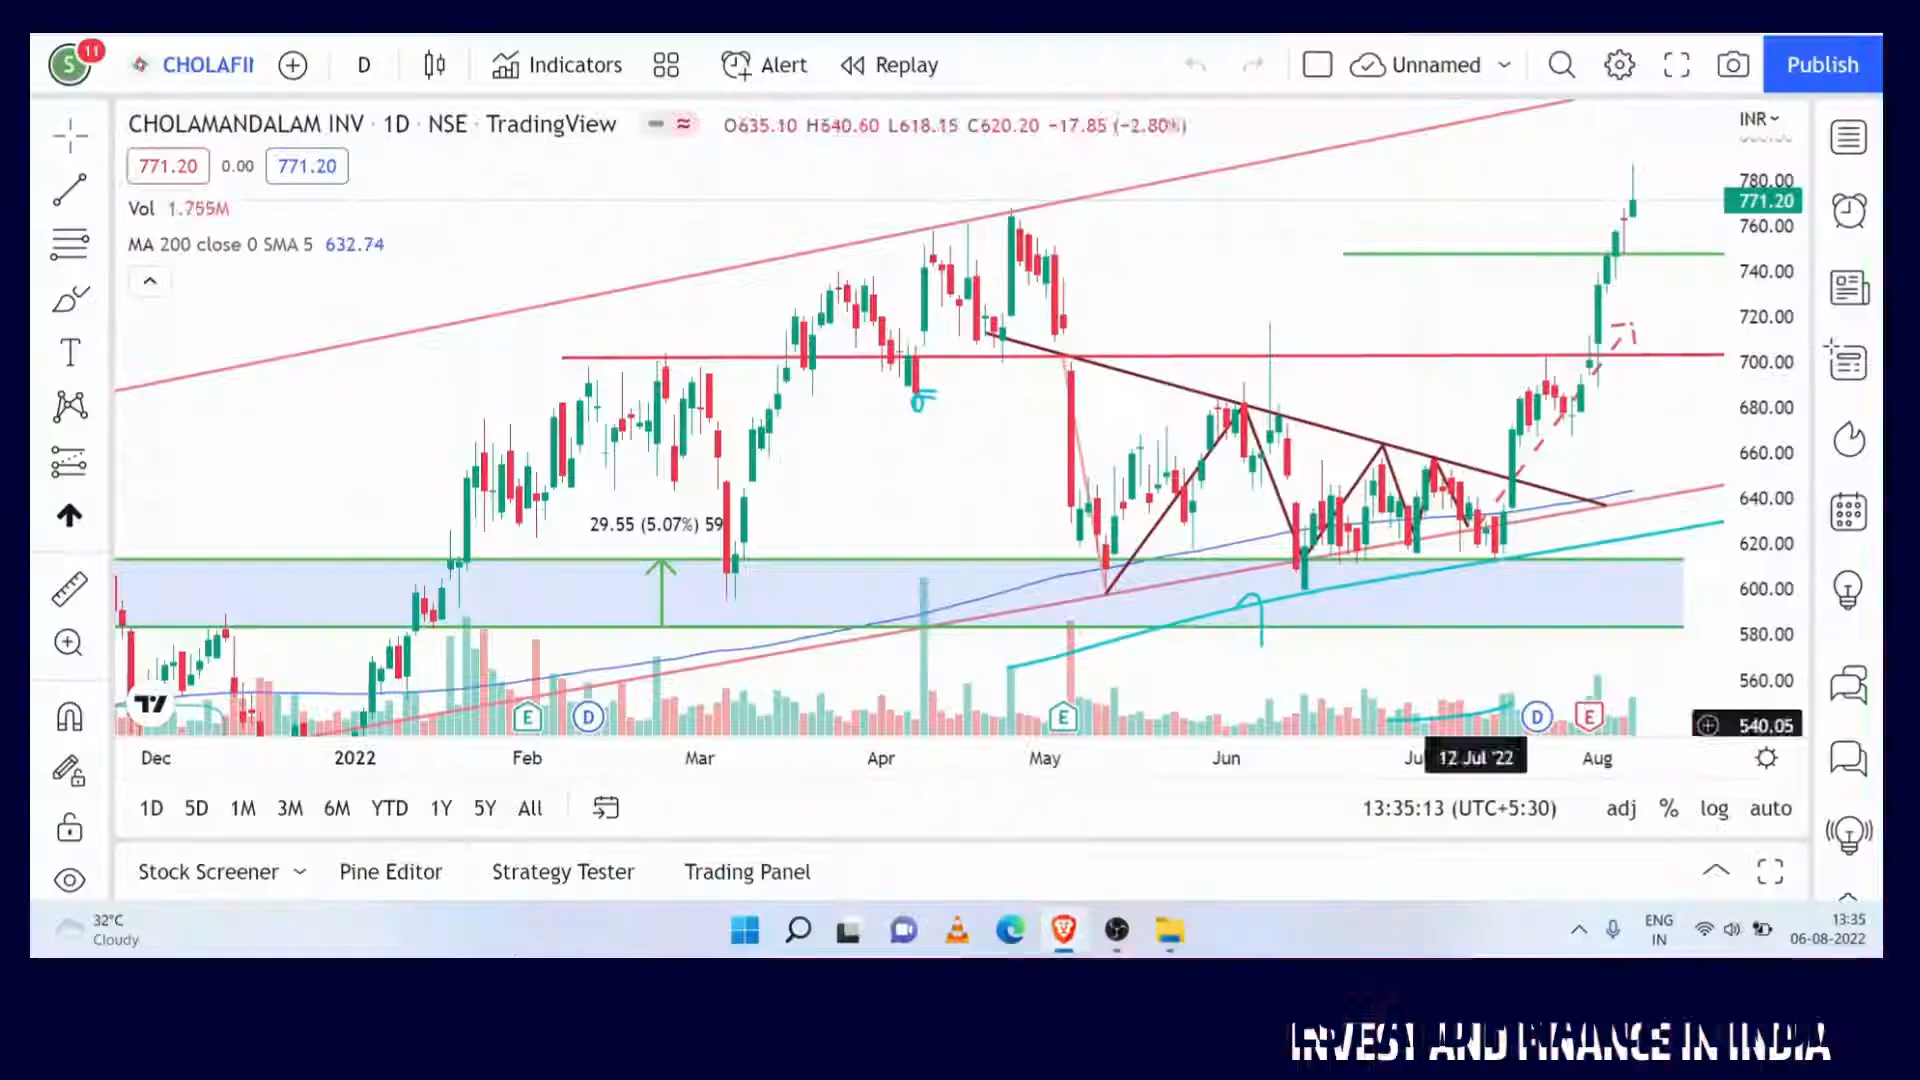 S 11 CHOLAFII D Indicators Alert Replay Unnamed Publish
CHOLAMANDALAM INV · 1D · NSE · TradingView O635.10 H640.60 L618.15 C620.20 −17.85 (−2.80%) INR
771.20 0.00 771.20
Vol 1.755M
MA 200 close 0 SMA 5 632.74
780.00
771.20
760.00
740.00
720.00
700.00
680.00
660.00
640.00
620.00
600.00
580.00
560.00
540.05
29.55 (5.07%) 59
E D E D E
Dec 2022 Feb Mar Apr May Jun Ju 12 Jul '22 Aug
1D 5D 1M 3M 6M YTD 1Y 5Y All 13:35:13 (UTC+5:30) adj % log auto
Stock Screener Pine Editor Strategy Tester Trading Panel
32°C
Cloudy
ENG
IN
13:35
06-08-2022
INVEST AND FINANCE IN INDIA